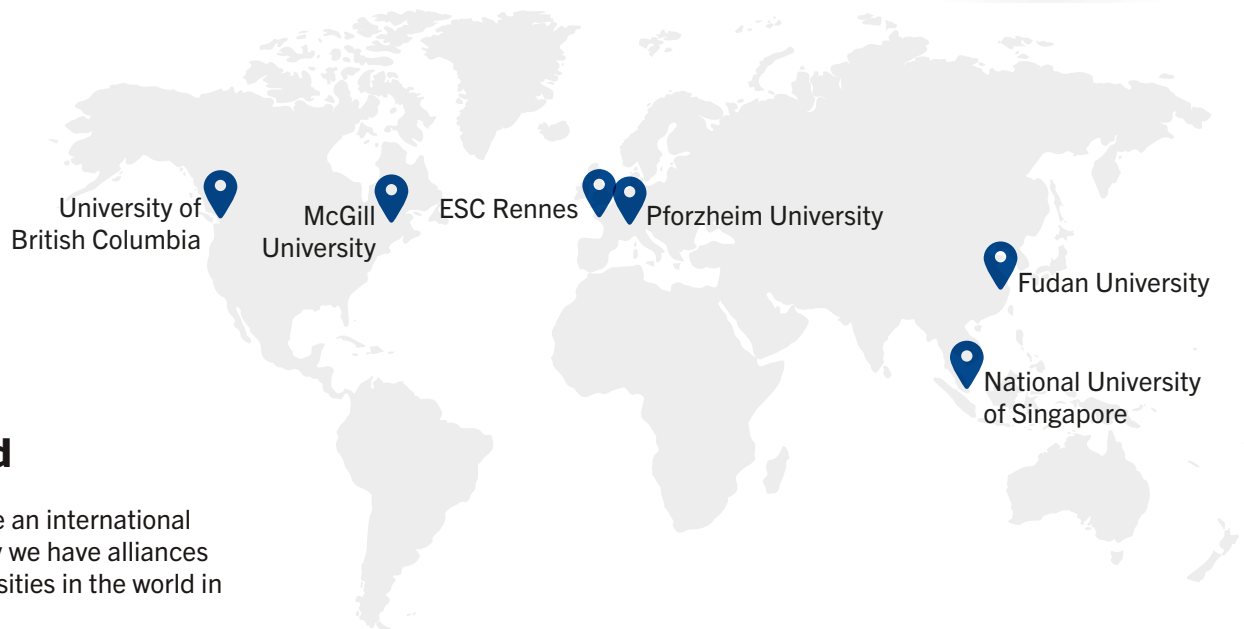 University of
British Columbia
McGill
University
ESC Rennes
Pforzheim University
Fudan University
National University
of Singapore
d
e an international
y we have alliances
sities in the world in